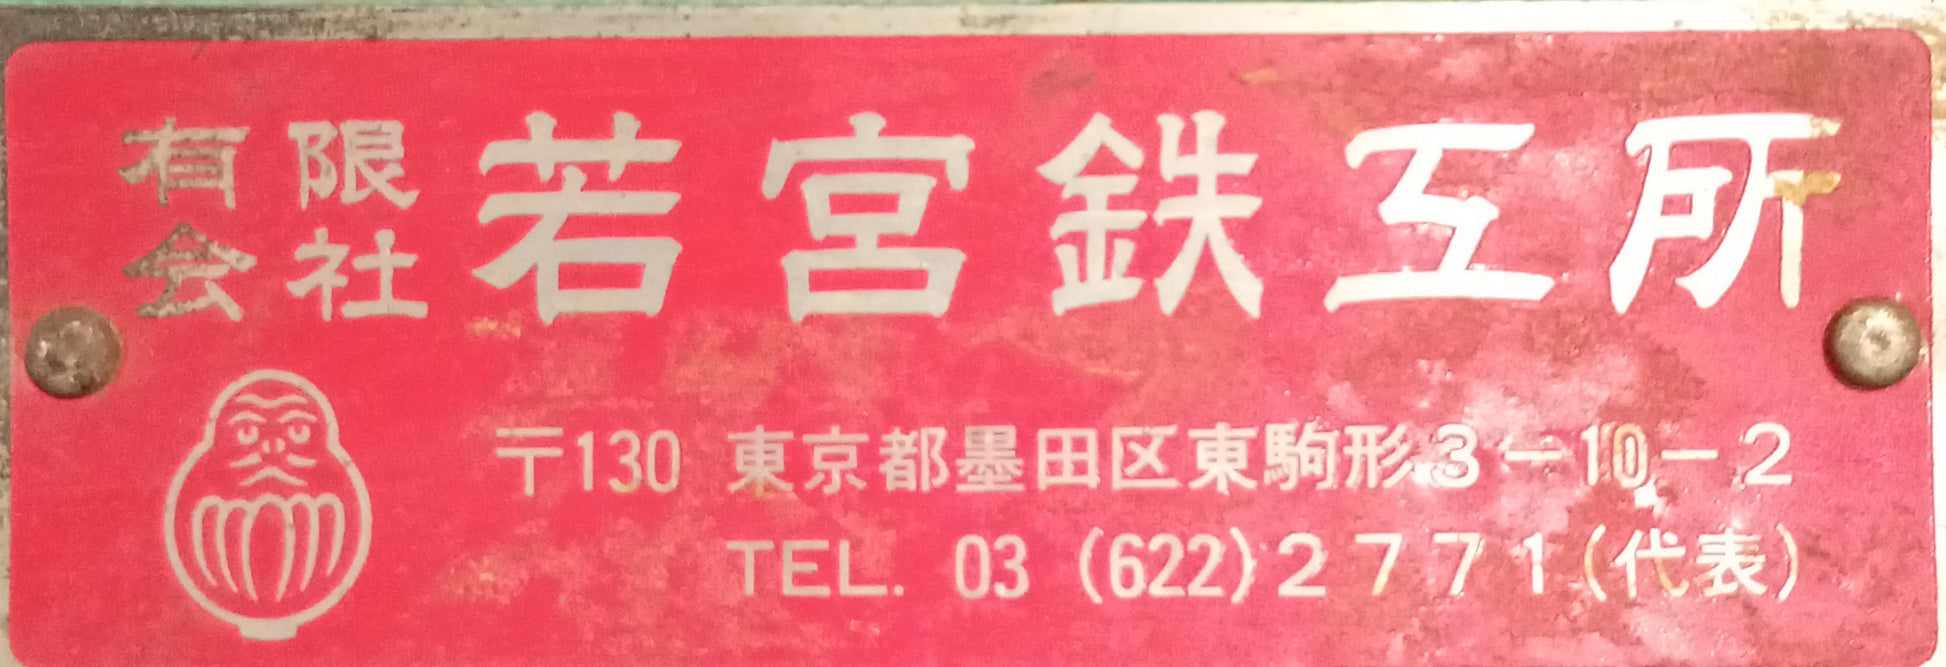 有限会社 若宮鉄工所
〒130 東京都墨田区東駒形3-10-2
TEL. 03 (622) 2771 (代表)